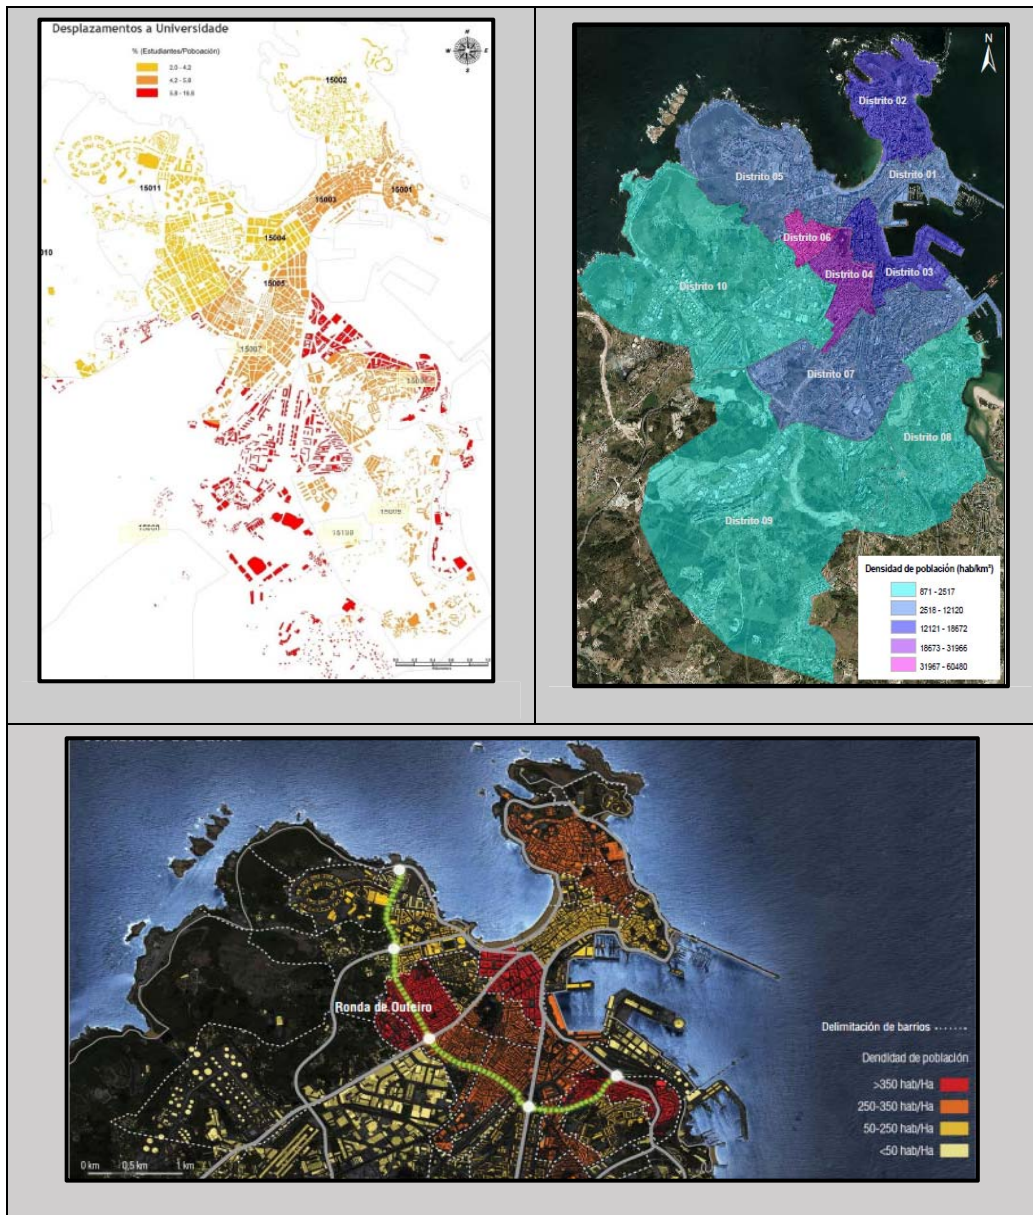 Desplazamentos a Universidade
% (Estudiantes/Poboación)
2,0 - 4,2
4,2 - 5,8
5,8 - 16,6
N
W
E
S
15002
15011
15001
15003
15004
010
15005
15007
15009
N
Distrito 02
Distrito 01
Distrito 05
Distrito 06
Distrito 04
Distrito 03
Distrito 10
Distrito 07
Distrito 08
Distrito 09
Densidad de población (hab/km²)
871 - 2517
2518 - 12120
12121 - 18672
18673 - 31966
31967 - 60480
Ronda de Outeiro
Delimitación de barrios
Dendidad de población
>350 hab/Ha
250-350 hab/Ha
50-250 hab/Ha
<50 hab/Ha
0 km 0,5 km 1 km